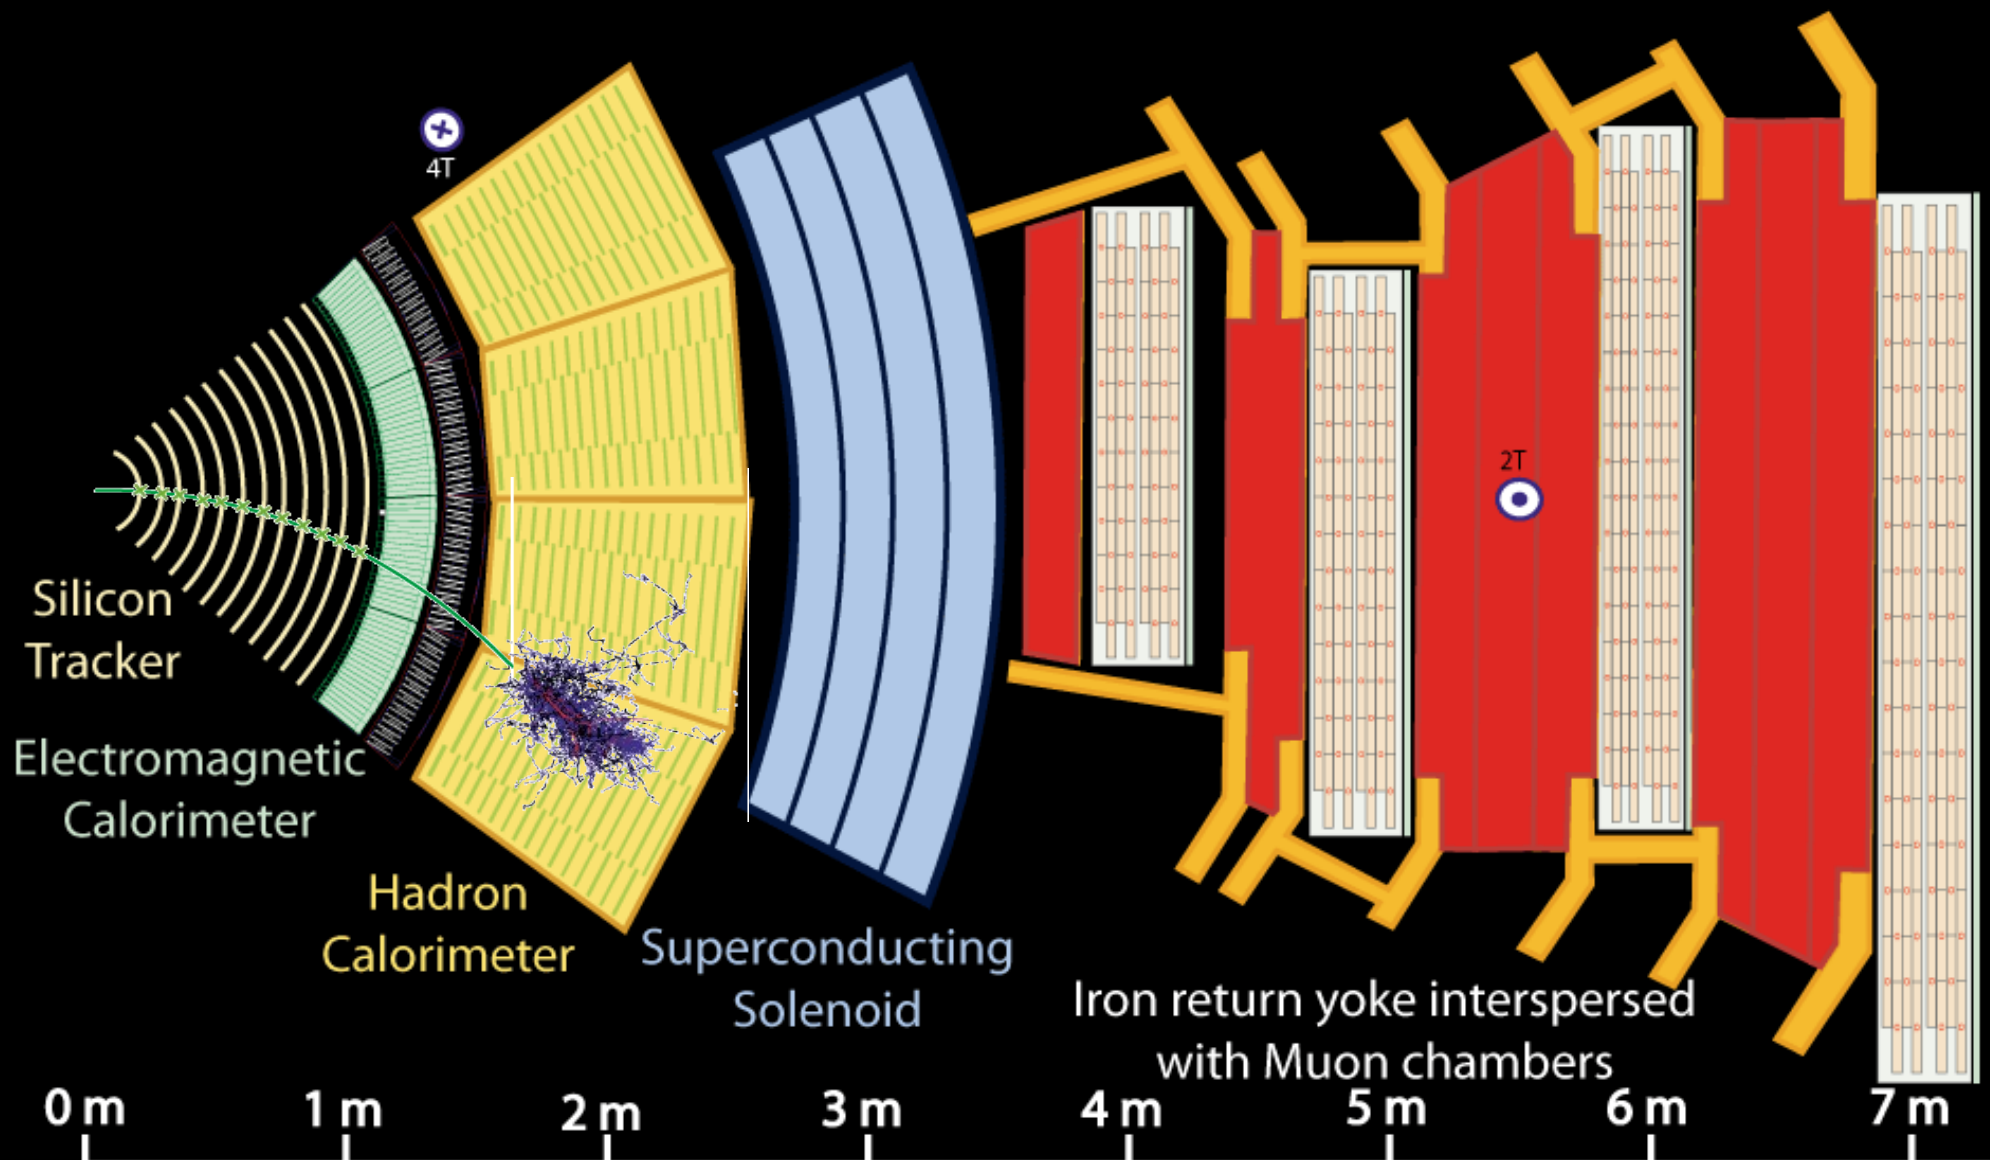 4T
2T
Silicon
Tracker
Electromagnetic
Calorimeter
Hadron
Calorimeter
Superconducting
Solenoid
Iron return yoke interspersed
with Muon chambers
0 m 1 m 2 m 3 m 4 m 5 m 6 m 7 m